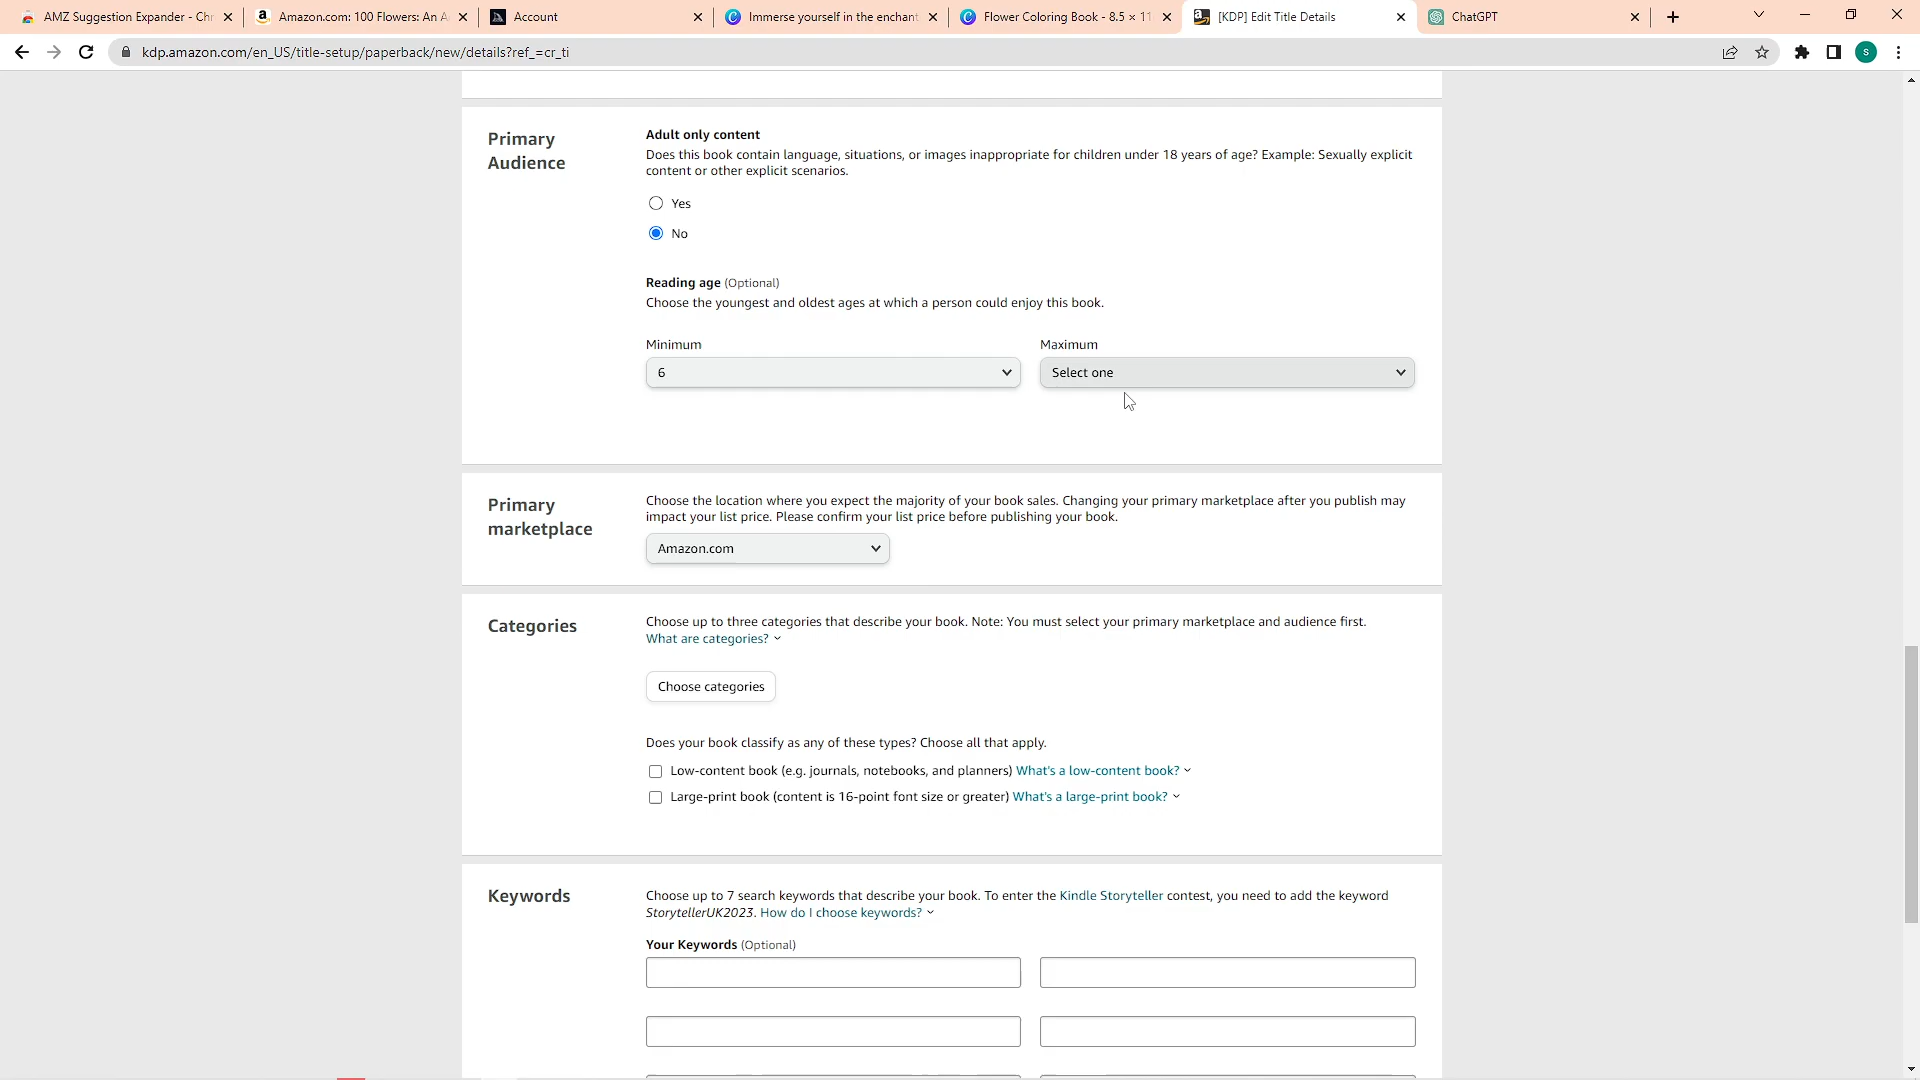 AMZ Suggestion Expander - Chr
Amazon.com: 100 Flowers: An A
Account
Immerse yourself in the enchant
Flower Coloring Book - 8.5 × 11
[KDP] Edit Title Details
ChatGPT
kdp.amazon.com/en_US/title-setup/paperback/new/details?ref_=cr_ti
S
Primary
Audience
Adult only content
Does this book contain language, situations, or images inappropriate for children under 18 years of age? Example: Sexually explicit
content or other explicit scenarios.
Yes
No
Reading age (Optional)
Choose the youngest and oldest ages at which a person could enjoy this book.
Minimum
Maximum
6
Select one
Primary
marketplace
Choose the location where you expect the majority of your book sales. Changing your primary marketplace after you publish may
impact your list price. Please confirm your list price before publishing your book.
Amazon.com
Categories
Choose up to three categories that describe your book. Note: You must select your primary marketplace and audience first.
What are categories?
Choose categories
Does your book classify as any of these types? Choose all that apply.
Low-content book (e.g. journals, notebooks, and planners) What's a low-content book?
Large-print book (content is 16-point font size or greater) What's a large-print book?
Keywords
Choose up to 7 search keywords that describe your book. To enter the Kindle Storyteller contest, you need to add the keyword
StorytellerUK2023. How do I choose keywords?
Your Keywords (Optional)